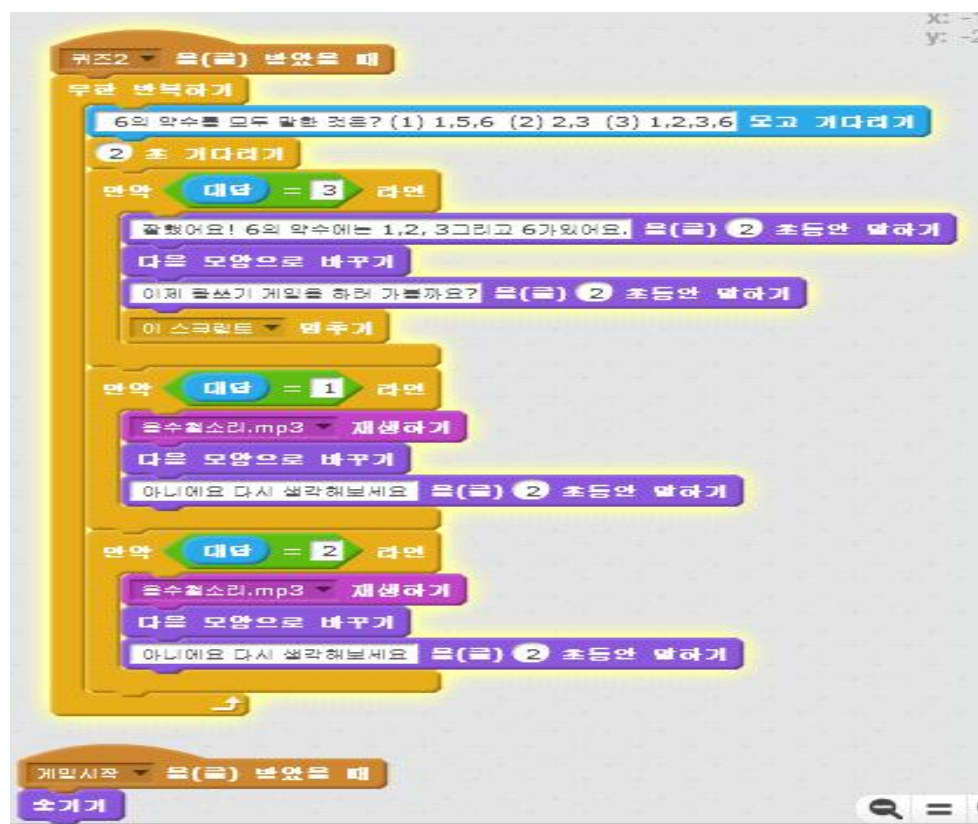 x: -1
y: -2
퀴즈2 을(를) 받았을 때
무한 반복하기
6의 약수를 모두 말한 것은? (1) 1,5,6 (2) 2,3 (3) 1,2,3,6 묻고 기다리기
2 초 기다리기
만약 대답 = 3 라면
잘했어요! 6의 약수에는 1,2, 3그리고 6가있어요. 을(를) 2 초동안 말하기
다음 모양으로 바꾸기
이제 글쓰기 게임을 하러 가볼까요? 을(를) 2 초동안 말하기
이 스크립트 멈추기
만약 대답 = 1 라면
재생하기
다음 모양으로 바꾸기
아니에요 다시 생각해보세요 을(를) 2 초동안 말하기
만약 대답 = 2 라면
재생하기
다음 모양으로 바꾸기
아니에요 다시 생각해보세요 을(를) 2 초동안 말하기
게임시작 을(를) 받았을 때
숨기기